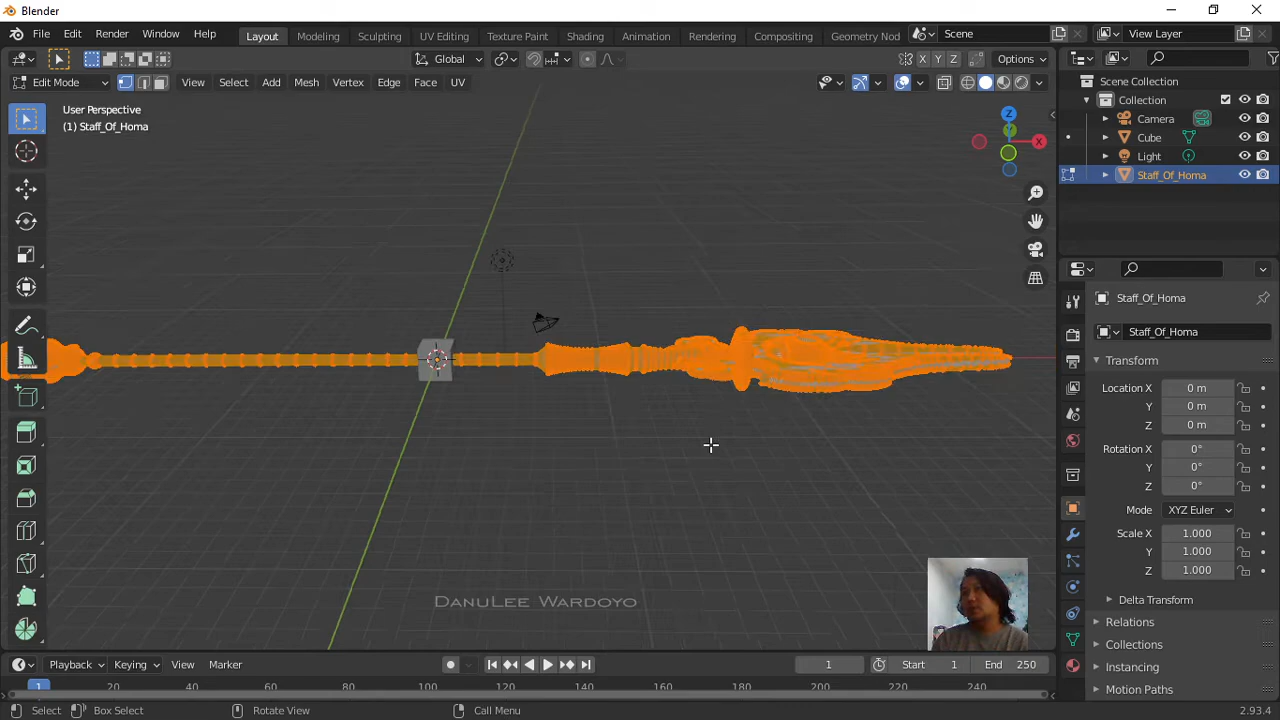 Blender
File Edit Render Window Help
Layout Modeling Sculpting UV Editing Texture Paint Shading Animation Rendering Compositing Geometry Nod
Scene View Layer
Global X Y Z Options
Edit Mode View Select Add Mesh Vertex Edge Face UV
User Perspective
(1) Staff_Of_Homa
Z
X
Scene Collection
Collection
Camera
Cube
Light
Staff_Of_Homa
Staff_Of_Homa
Staff_Of_Homa
Transform
Location X 0 m
Y 0 m
Z 0 m
Rotation X 0°
Y 0°
Z 0°
Mode XYZ Euler
Scale X 1.000
Y 1.000
Z 1.000
Delta Transform
Relations
Collections
Instancing
Motion Paths
DanuLee Wardoyo
Playback Keying View Marker 1 Start 1 End 250
1 20 40 60 80 100 120 140 160 180 200 220 240
Select Box Select Rotate View Call Menu 2.93.4